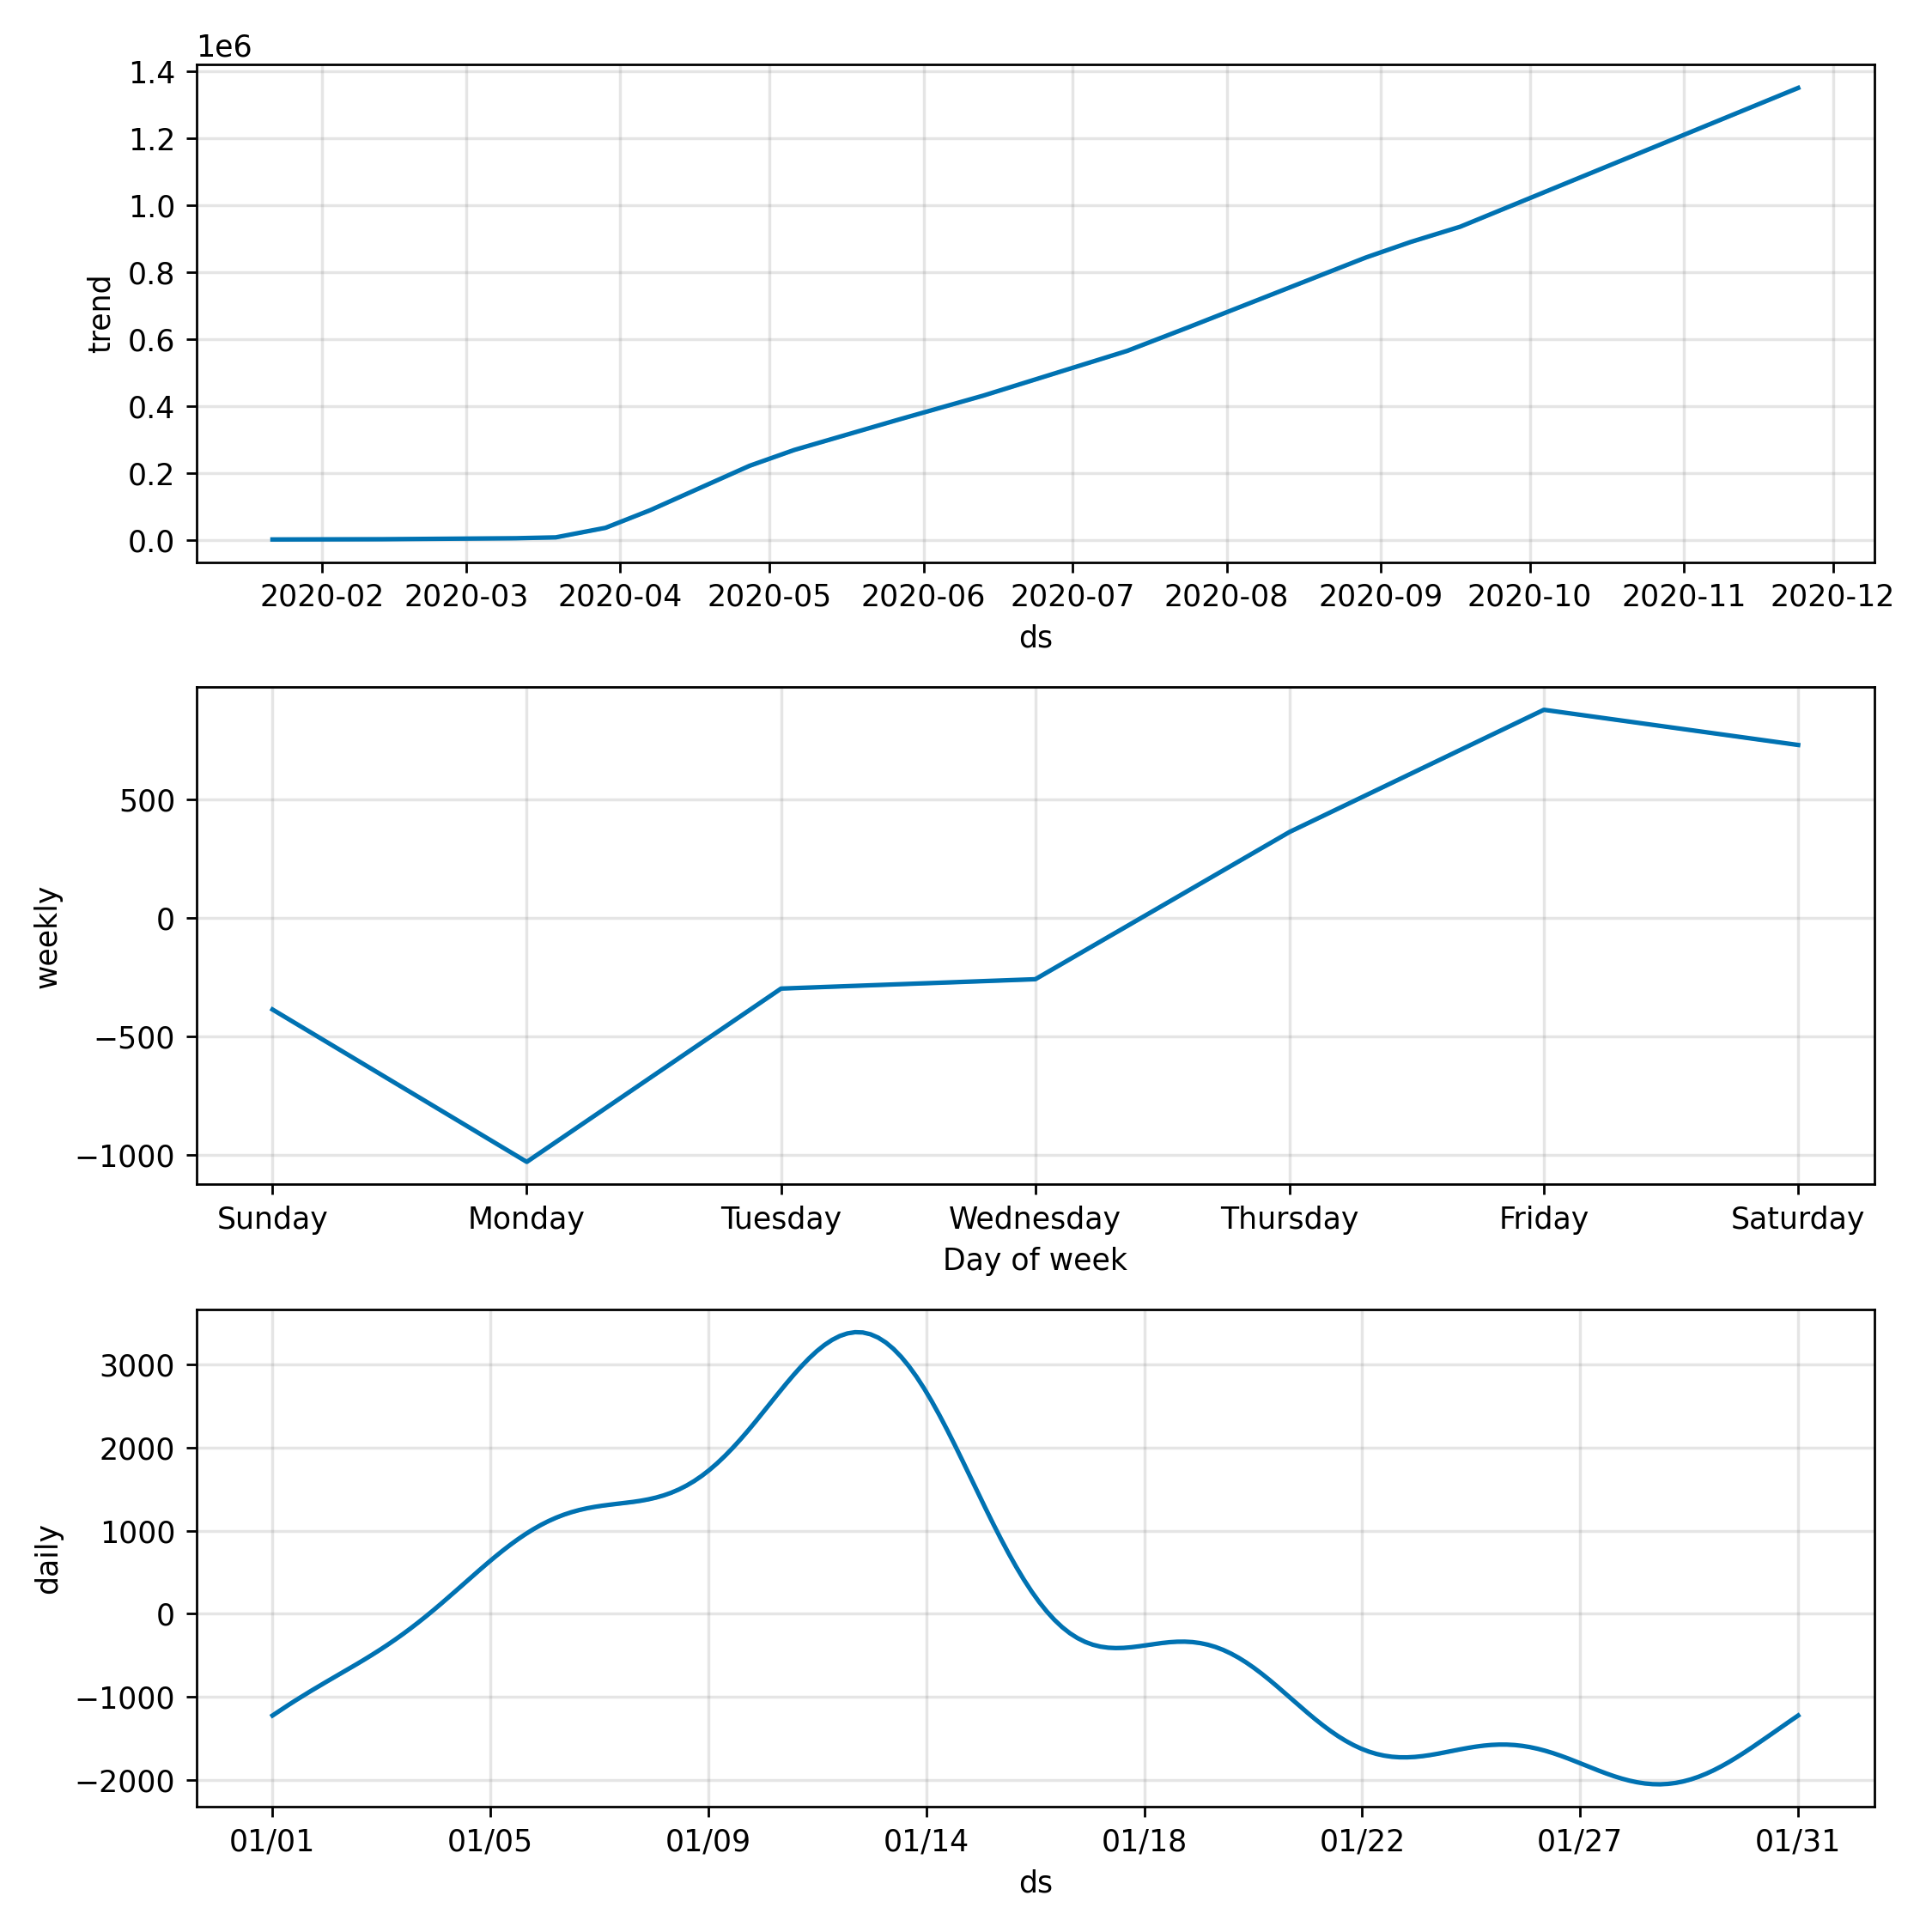 1e6
1.4
1.2
1.0
0.8
0.6
0.4
0.2
0.0
trend
2020-02 2020-03 2020-04 2020-05 2020-06 2020-07 2020-08 2020-09 2020-10 2020-11 2020-12
ds
500
0
−500
−1000
weekly
Sunday Monday Tuesday Wednesday Thursday Friday Saturday
Day of week
3000
2000
1000
0
−1000
−2000
daily
01/01 01/05 01/09 01/14 01/18 01/22 01/27 01/31
ds